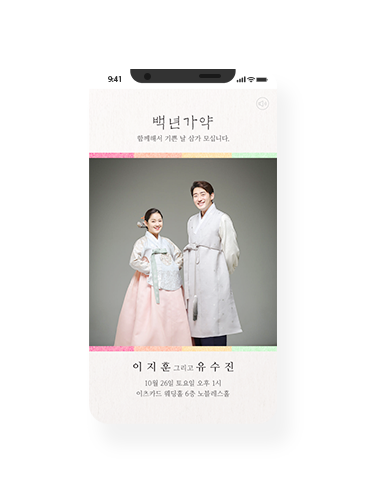 9:41
백년가약
함께해서 기쁜 날 삼가 모십니다.
이지훈 그리고 유수진
10월 26일 토요일 오후 1시
이츠카드 웨딩홀 6층 노블레스홀